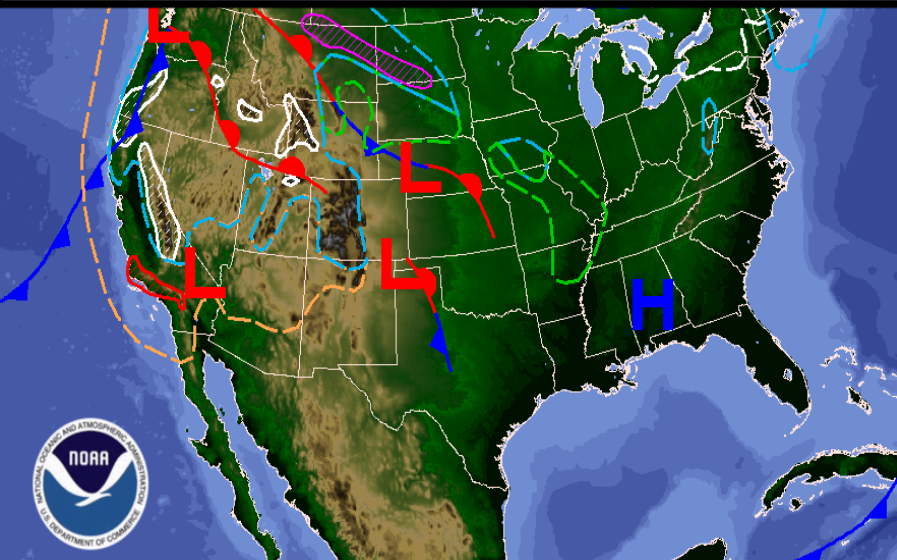 L
L
L
L
H
NATIONAL OCEANIC AND ATMOSPHERIC ADMINISTRATION
NOAA
U.S. DEPARTMENT OF COMMERCE